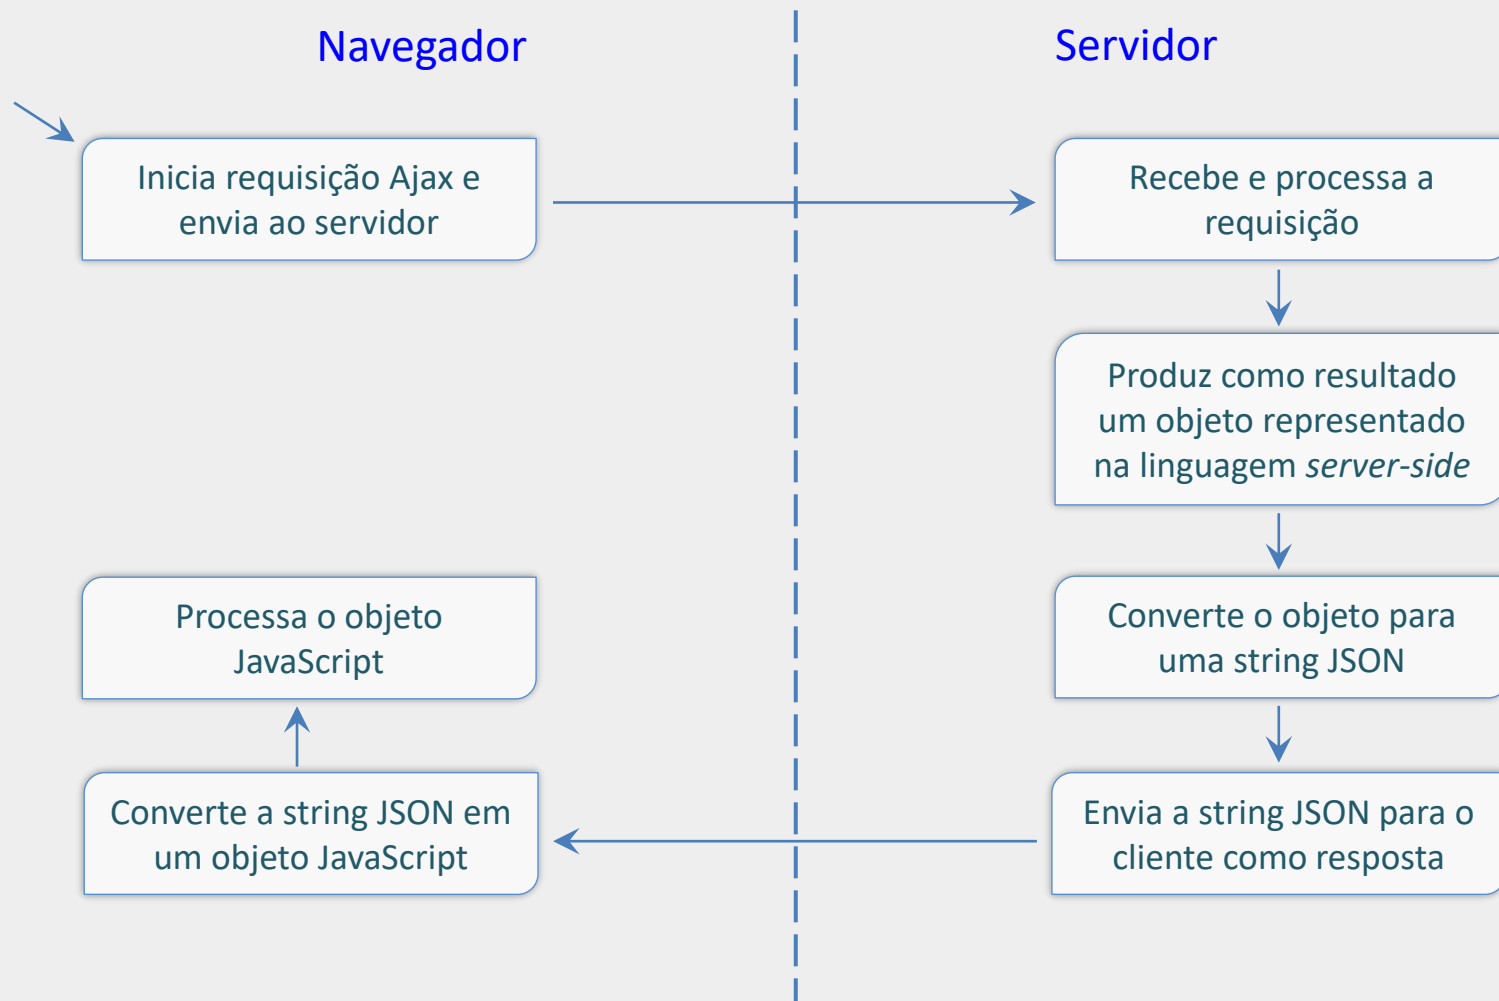 Navegador
Servidor
Inicia requisição Ajax e
envia ao servidor
Recebe e processa a
requisição
Produz como resultado
um objeto representado
na linguagem server-side
Converte o objeto para
uma string JSON
Envia a string JSON para o
cliente como resposta
Converte a string JSON em
um objeto JavaScript
Processa o objeto
JavaScript